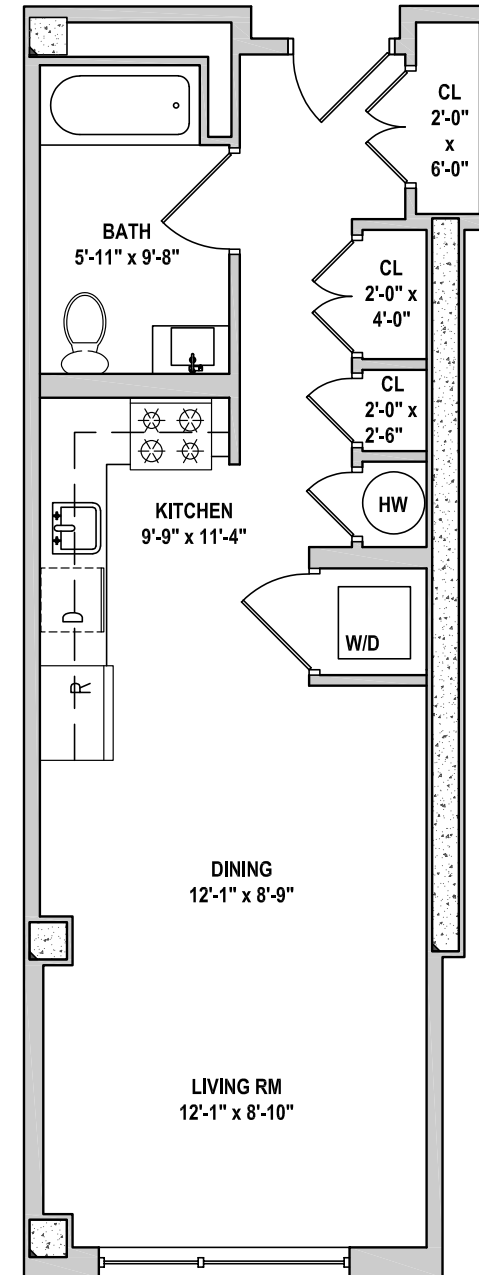 CL
2'-0"
x
6'-0"
BATH
5'-11" x 9'-8"
CL
2'-0" x
4'-0"
CL
2'-0" x
2'-6"
KITCHEN
9'-9" x 11'-4"
HW
D
W/D
R
DINING
12'-1" x 8'-9"
LIVING RM
12'-1" x 8'-10"